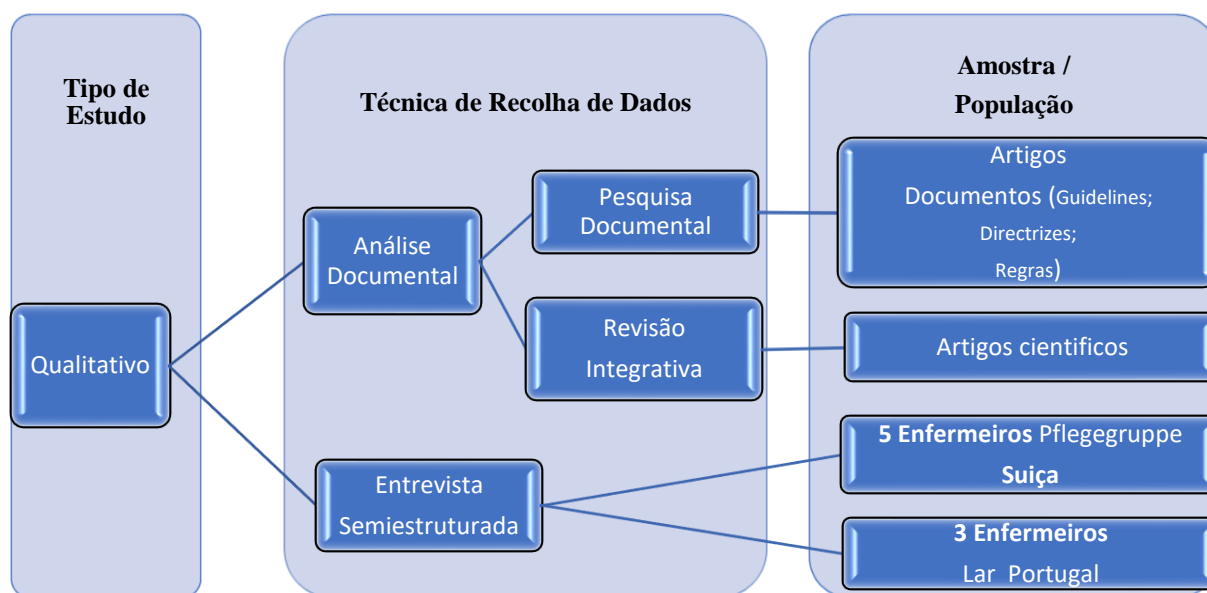 Tipo de
Estudo
Técnica de Recolha de Dados
Amostra /
População
Qualitativo
Análise
Documental
Pesquisa
Documental
Revisão
Integrativa
Entrevista
Semiestruturada
Artigos
Documentos (Guidelines;
Directrizes;
Regras)
Artigos cientificos
5 Enfermeiros Pflegegruppe
Suiça
3 Enfermeiros
Lar Portugal